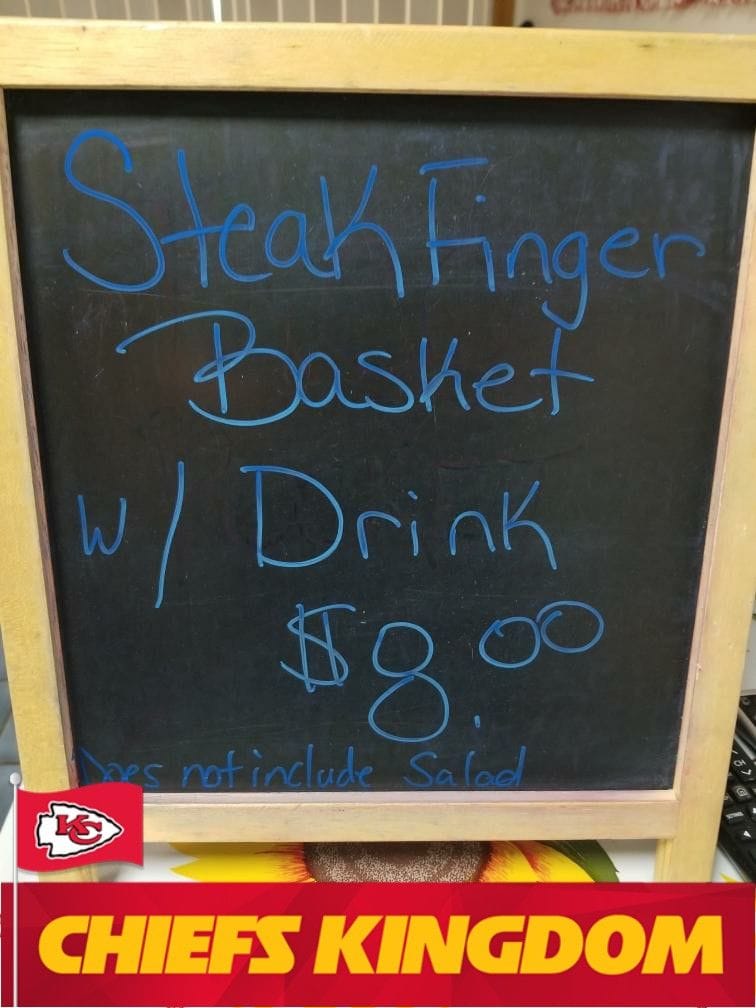 Steak Finger
Basket
w/ Drink
$8.00
Does not include Salad
KC
CHIEFS KINGDOM